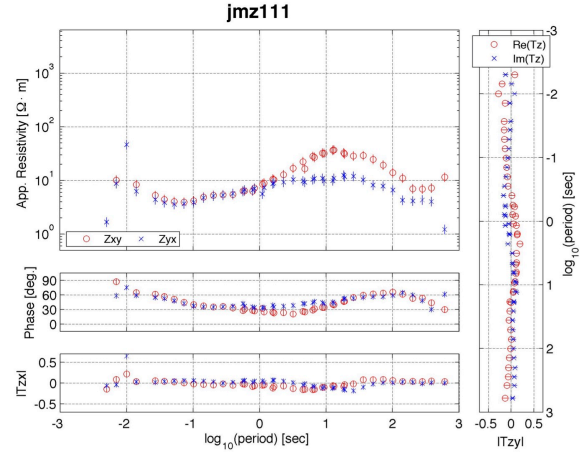 jmz111
App. Resistivity [Ω · m]
10³
10²
10¹
10⁰
Zxy Zyx
Phase [deg.]
90
60
30
0
|Tzx|
0.5
0
-0.5
-3 -2 -1 0 1 2 3
log₁₀(period) [sec]
Re(Tz)
Im(Tz)
-3
-2
-1
0
1
2
3
log₁₀(period) [sec]
-0.5 0 0.5
|Tzy|